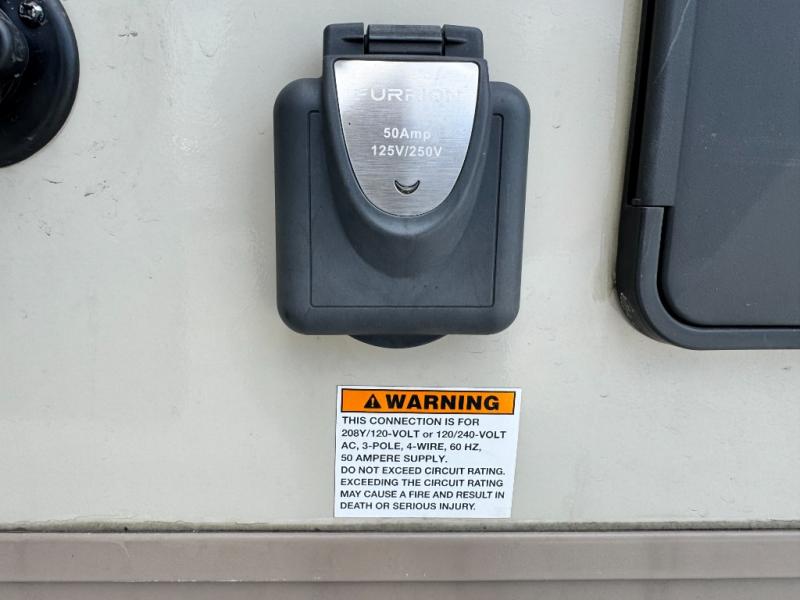 FURRION
50Amp
125V/250V
WARNING
THIS CONNECTION IS FOR
208Y/120-VOLT or 120/240-VOLT
AC, 3-POLE, 4-WIRE, 60 HZ,
50 AMPERE SUPPLY.
DO NOT EXCEED CIRCUIT RATING.
EXCEEDING THE CIRCUIT RATING
MAY CAUSE A FIRE AND RESULT IN
DEATH OR SERIOUS INJURY.